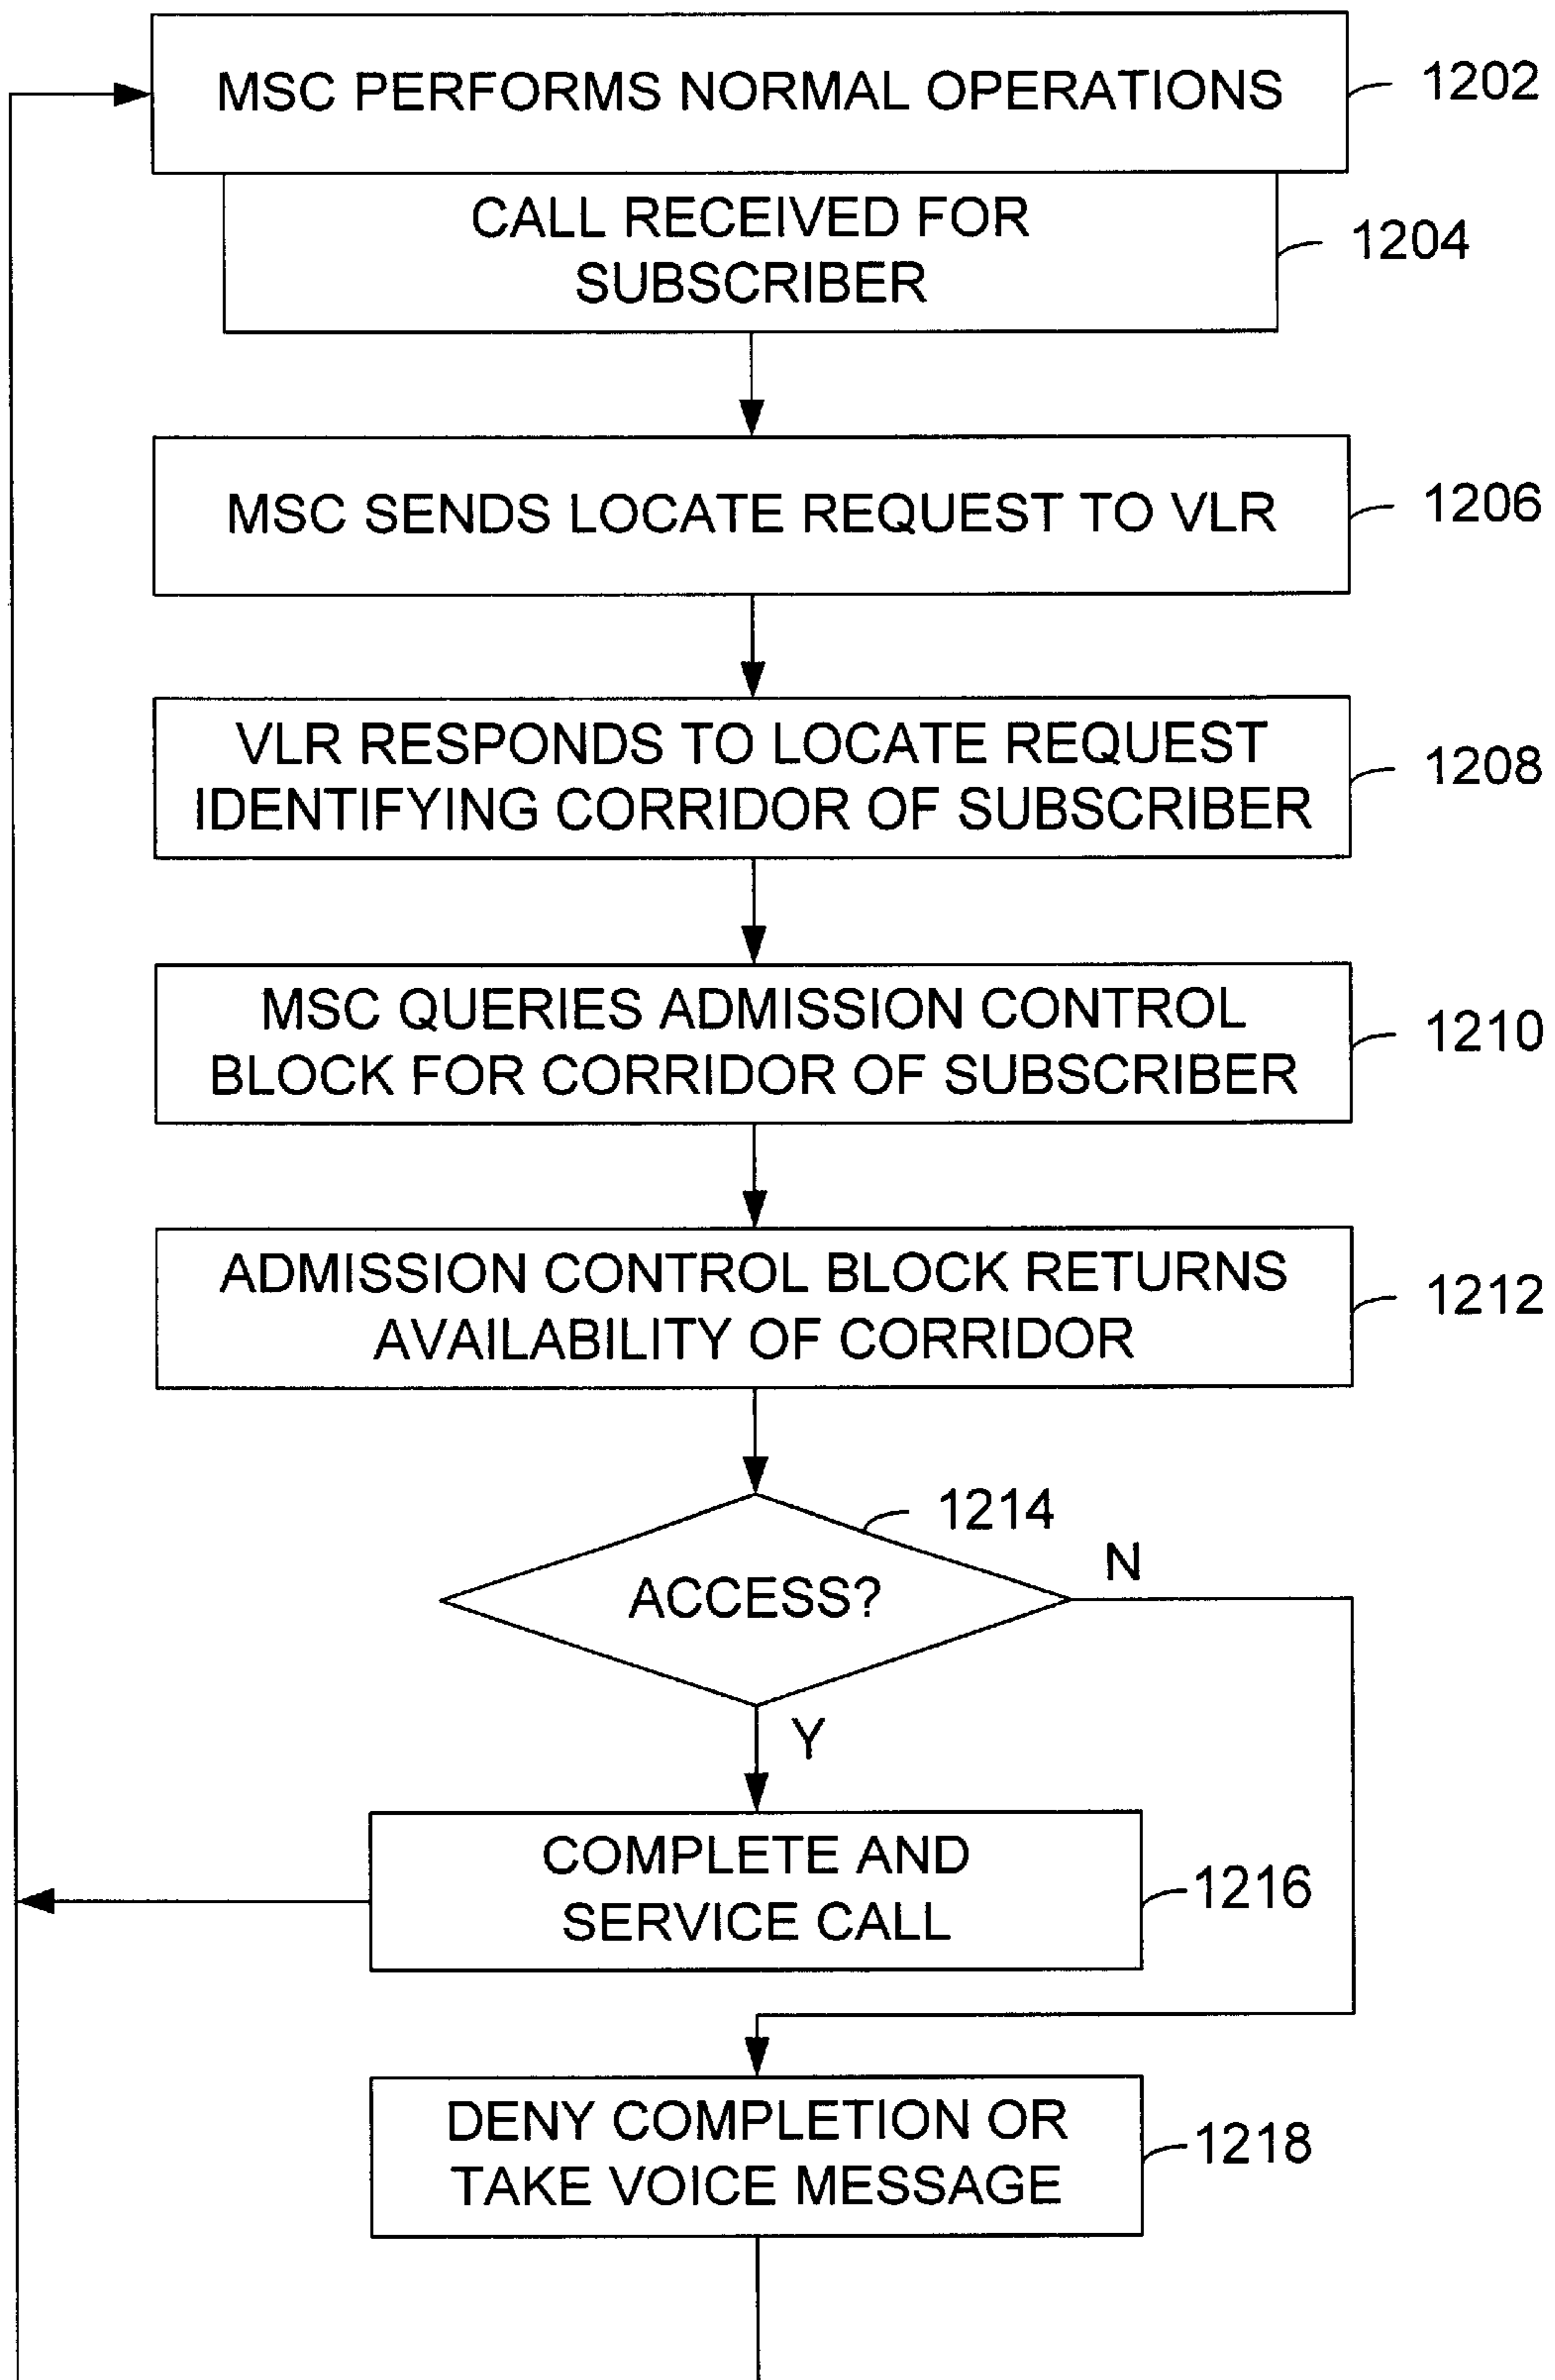 MSC PERFORMS NORMAL OPERATIONS
1202
CALL RECEIVED FOR
SUBSCRIBER
1204
MSC SENDS LOCATE REQUEST TO VLR
1206
VLR RESPONDS TO LOCATE REQUEST
IDENTIFYING CORRIDOR OF SUBSCRIBER
1208
MSC QUERIES ADMISSION CONTROL
BLOCK FOR CORRIDOR OF SUBSCRIBER
1210
ADMISSION CONTROL BLOCK RETURNS
AVAILABILITY OF CORRIDOR
1212
1214
ACCESS?
N
Y
COMPLETE AND
SERVICE CALL
1216
DENY COMPLETION OR
TAKE VOICE MESSAGE
1218